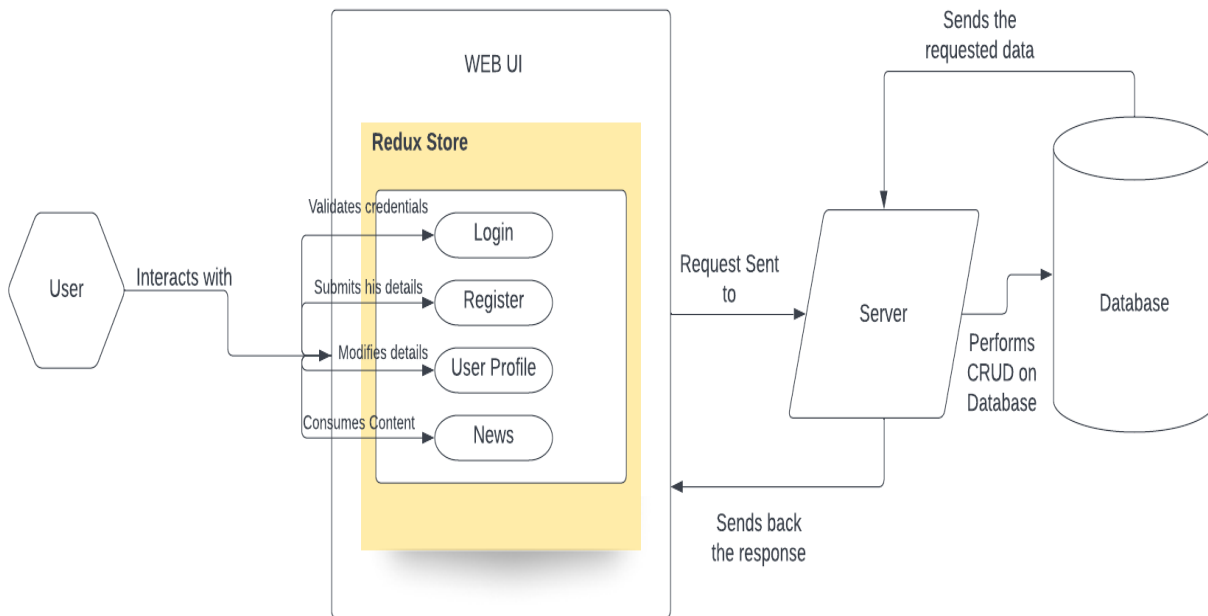 Sends the
requested data
WEB UI
Redux Store
Validates credentials
Login
User
Interacts with
Submits his details
Register
Modifies details
User Profile
Consumes Content
News
Request Sent
to
Server
Performs
CRUD on
Database
Database
Sends back
the response